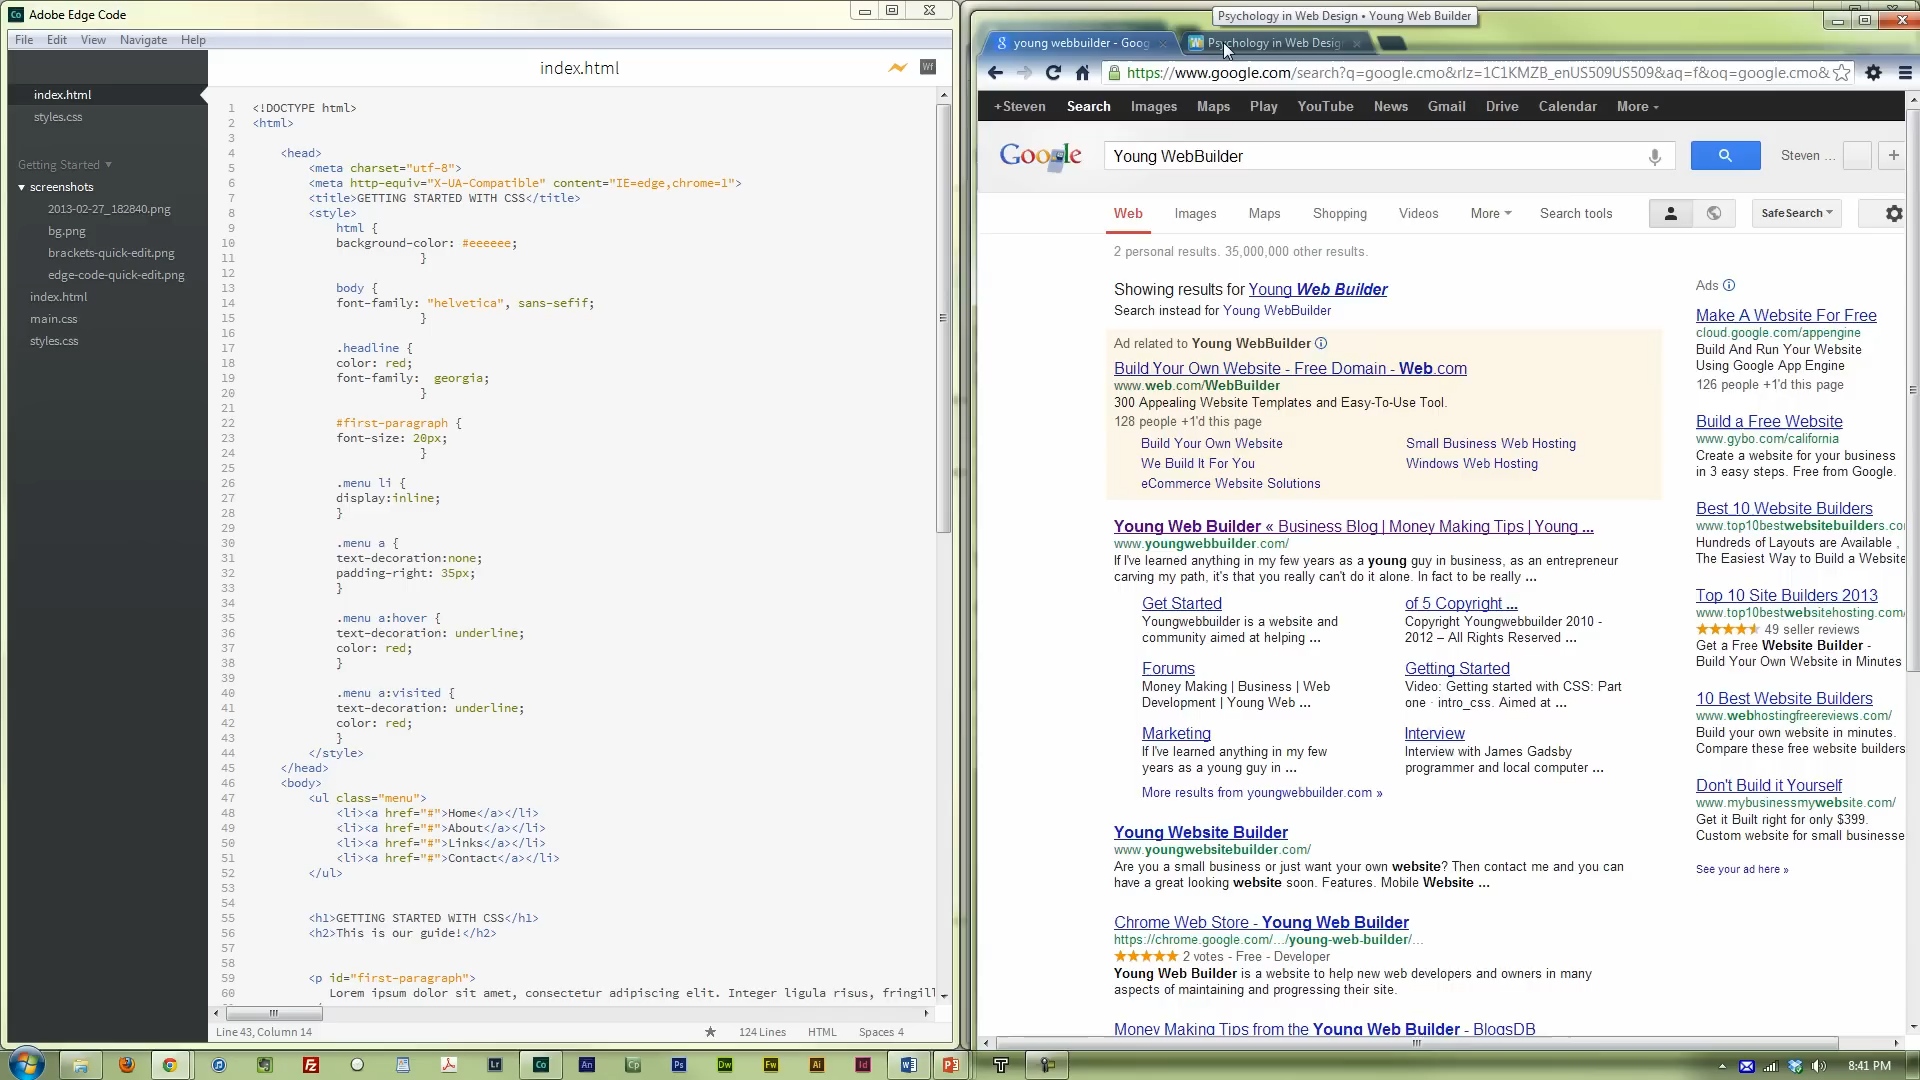 Adobe Edge Code
File Edit View Navigate Help
index.html
styles.css
Getting Started
screenshots
2013-02-27_182840.png
bg.png
brackets-quick-edit.png
edge-code-quick-edit.png
index.html
main.css
styles.css
index.html
Wf
1 <!DOCTYPE html>
2 <html>
3
4 <head>
5 <meta charset="utf-8">
6 <meta http-equiv="X-UA-Compatible" content="IE=edge,chrome=1">
7 <title>GETTING STARTED WITH CSS</title>
8 <style>
9 html {
10 background-color: #eeeeee;
11 }
12
13 body {
14 font-family: "helvetica", sans-sefif;
15 }
16
17 .headline {
18 color: red;
19 font-family: georgia;
20 }
21
22 #first-paragraph {
23 font-size: 20px;
24 }
25
26 .menu li {
27 display:inline;
28 }
29
30 .menu a {
31 text-decoration:none;
32 padding-right: 35px;
33 }
34
35 .menu a:hover {
36 text-decoration: underline;
37 color: red;
38 }
39
40 .menu a:visited {
41 text-decoration: underline;
42 color: red;
43 }
44 </style>
45 </head>
46 <body>
47 <ul class="menu">
48 <li><a href="#">Home</a></li>
49 <li><a href="#">About</a></li>
50 <li><a href="#">Links</a></li>
51 <li><a href="#">Contact</a></li>
52 </ul>
53
54
55 <h1>GETTING STARTED WITH CSS</h1>
56 <h2>This is our guide!</h2>
57
58
59 <p id="first-paragraph">
60 Lorem ipsum dolor sit amet, consectetur adipiscing elit. Integer ligula risus, fringill
Line 43, Column 14 124 Lines HTML Spaces 4
Psychology in Web Design • Young Web Builder
young webbuilder - Goog
Psychology in Web Desig
https://www.google.com/search?q=google.cmo&rlz=1C1KMZB_enUS509US509&aq=f&oq=google.cmo&
+Steven Search Images Maps Play YouTube News Gmail Drive Calendar More
Google
Young WebBuilder
Steven ...
Web Images Maps Shopping Videos More Search tools
SafeSearch
2 personal results. 35,000,000 other results.
Showing results for Young Web Builder
Search instead for Young WebBuilder
Ad related to Young WebBuilder
Build Your Own Website - Free Domain - Web.com
www.web.com/WebBuilder
300 Appealing Website Templates and Easy-To-Use Tool.
128 people +1'd this page
Build Your Own Website Small Business Web Hosting
We Build It For You Windows Web Hosting
eCommerce Website Solutions
Young Web Builder « Business Blog | Money Making Tips | Young ...
www.youngwebbuilder.com/
If I've learned anything in my few years as a young guy in business, as an entrepreneur
carving my path, it's that you really can't do it alone. In fact to be really ...
Get Started
Youngwebbuilder is a website and
community aimed at helping ...
of 5 Copyright ...
Copyright Youngwebbuilder 2010 -
2012 – All Rights Reserved ...
Forums
Money Making | Business | Web
Development | Young Web ...
Getting Started
Video: Getting started with CSS: Part
one · intro_css. Aimed at ...
Marketing
If I've learned anything in my few
years as a young guy in ...
Interview
Interview with James Gadsby
programmer and local computer ...
More results from youngwebbuilder.com »
Young Website Builder
www.youngwebsitebuilder.com/
Are you a small business or just want your own website? Then contact me and you can
have a great looking website soon. Features. Mobile Website ...
Chrome Web Store - Young Web Builder
https://chrome.google.com/.../young-web-builder/...
2 votes - Free - Developer
Young Web Builder is a website to help new web developers and owners in many
aspects of maintaining and progressing their site.
Money Making Tips from the Young Web Builder - BlogsDB
Ads
Make A Website For Free
cloud.google.com/appengine
Build And Run Your Website
Using Google App Engine
126 people +1'd this page
Build a Free Website
www.gybo.com/california
Create a website for your business
in 3 easy steps. Free from Google.
Best 10 Website Builders
www.top10bestwebsitebuilders.co
Hundreds of Layouts are Available ,
The Easiest Way to Build a Website
Top 10 Site Builders 2013
www.top10bestwebsitehosting.com/
49 seller reviews
Get a Free Website Builder -
Build Your Own Website in Minutes
10 Best Website Builders
www.webhostingfreereviews.com/
Build your own website in minutes.
Compare these free website builders
Don't Build it Yourself
www.mybusinessmywebsite.com/
Get it Built right for only $399.
Custom website for small businesse
See your ad here »
Lr Co An Cp Ps Dw Fw Ai Id
8:41 PM